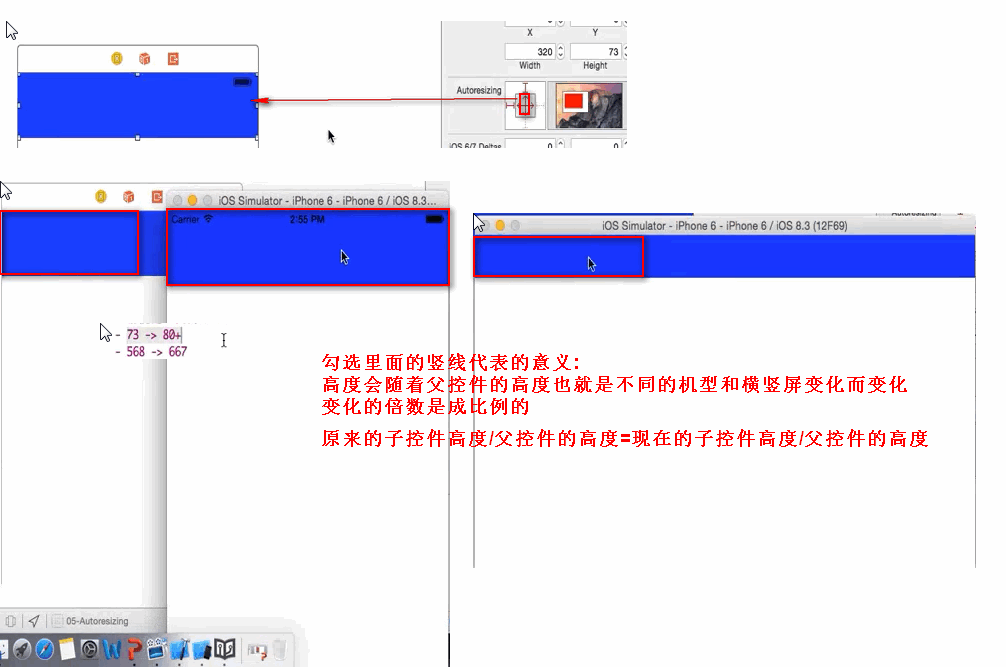 X
Y
320
73
Width
Height
Autoresizing
iOS 6/7 Deltas
0
0
iOS Simulator - iPhone 6 - iPhone 6 / iOS 8.3...
Carrier
2:55 PM
iOS Simulator - iPhone 6 - iPhone 6 / iOS 8.3 (12F69)
- 73 -> 80+
- 568 -> 667
勾选里面的竖线代表的意义:
高度会随着父控件的高度也就是不同的机型和横竖屏变化而变化
变化的倍数是成比例的
原来的子控件高度/父控件的高度=现在的子控件高度/父控件的高度
05-Autoresizing